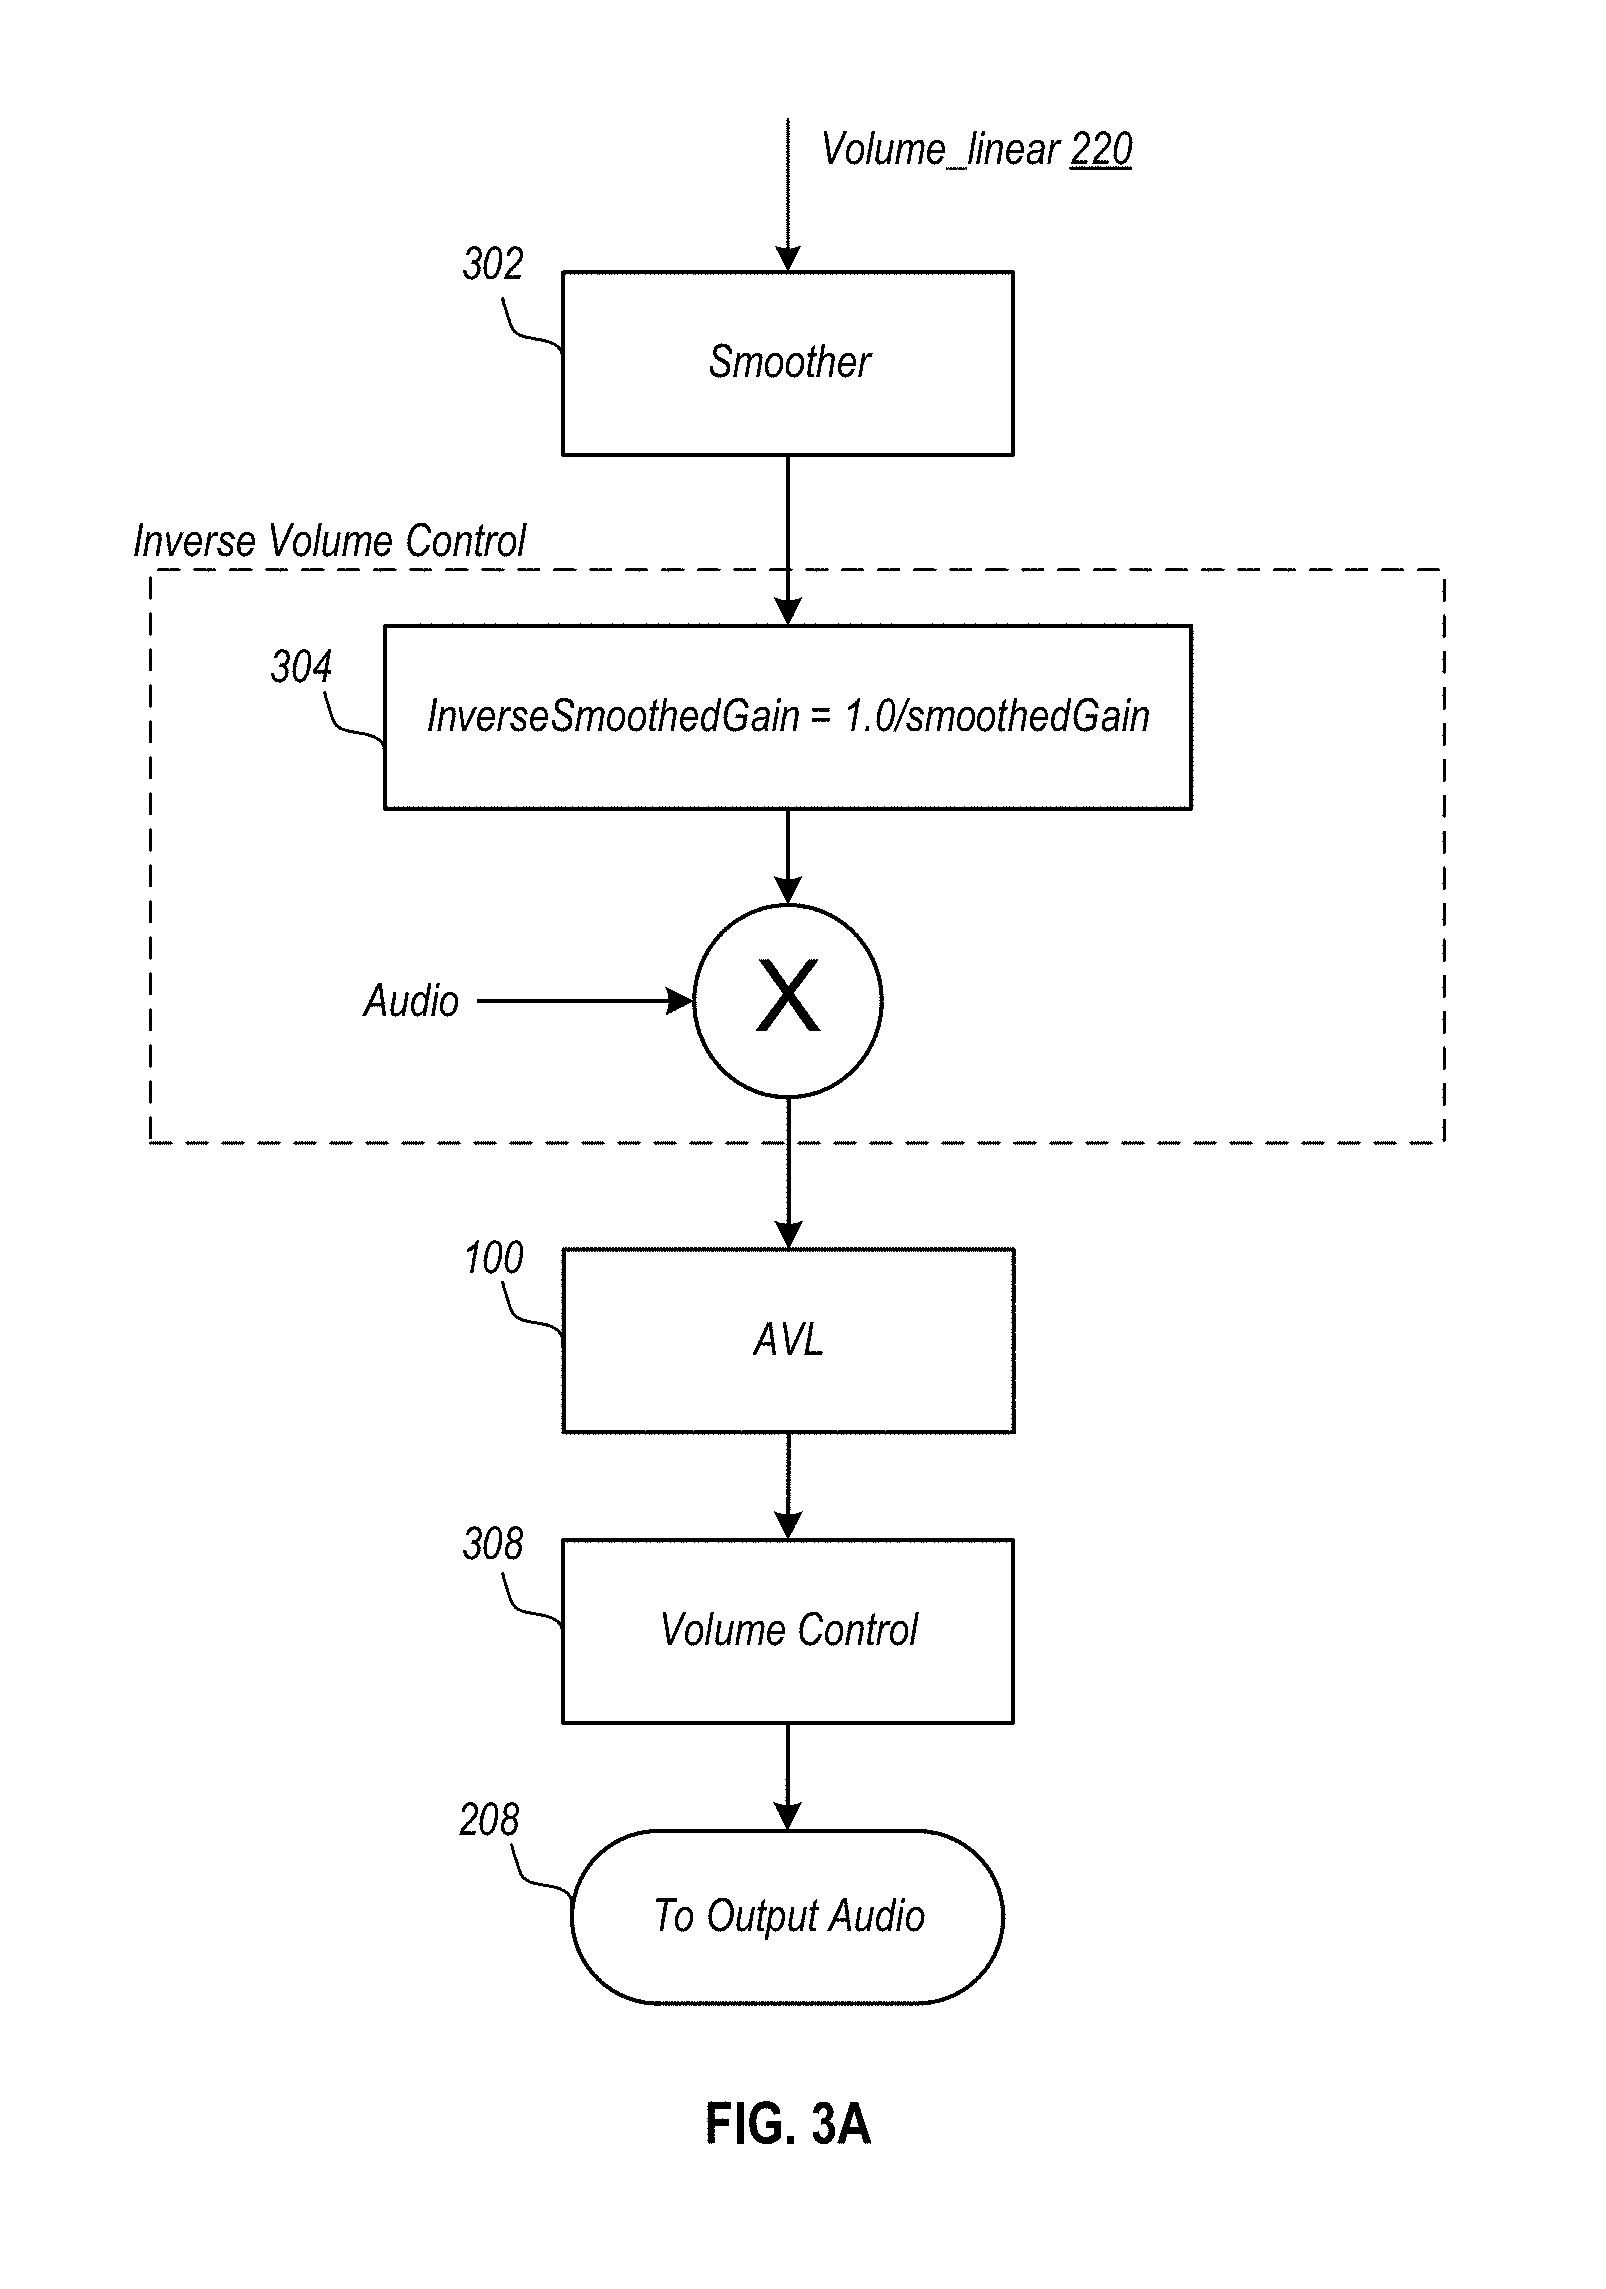 Volume_linear 220
302
Smoother
Inverse Volume Control
304
InverseSmoothedGain = 1.0/smoothedGain
Audio
X
100
AVL
308
Volume Control
208
To Output Audio
FIG. 3A